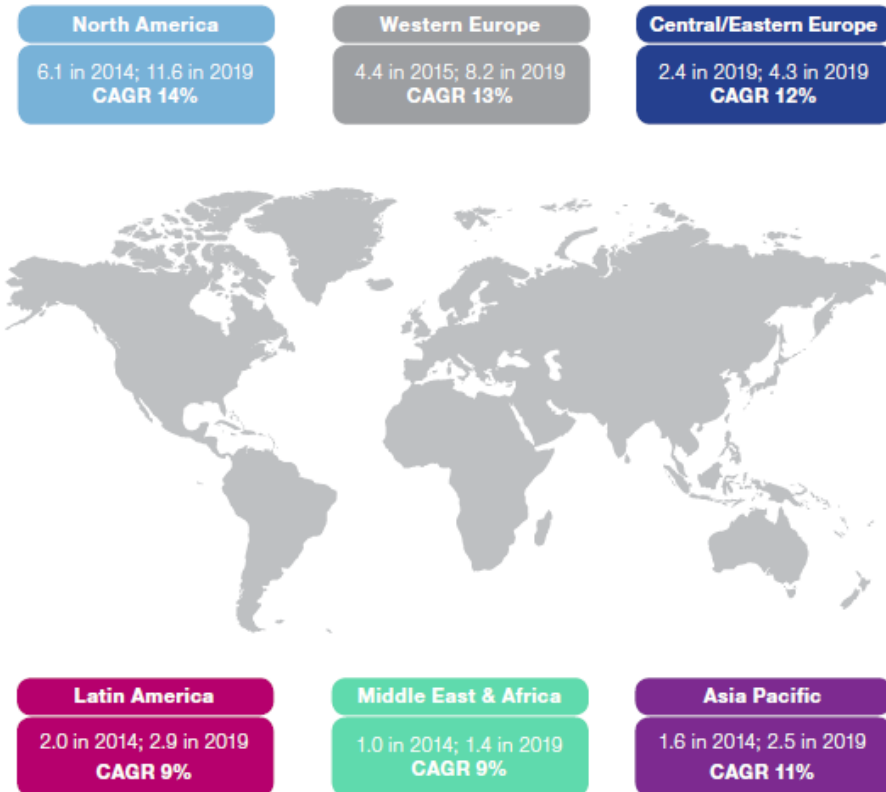 North America
6.1 in 2014; 11.6 in 2019
CAGR 14%
Western Europe
4.4 in 2015; 8.2 in 2019
CAGR 13%
Central/Eastern Europe
2.4 in 2019; 4.3 in 2019
CAGR 12%
Latin America
2.0 in 2014; 2.9 in 2019
CAGR 9%
Middle East & Africa
1.0 in 2014; 1.4 in 2019
CAGR 9%
Asia Pacific
1.6 in 2014; 2.5 in 2019
CAGR 11%